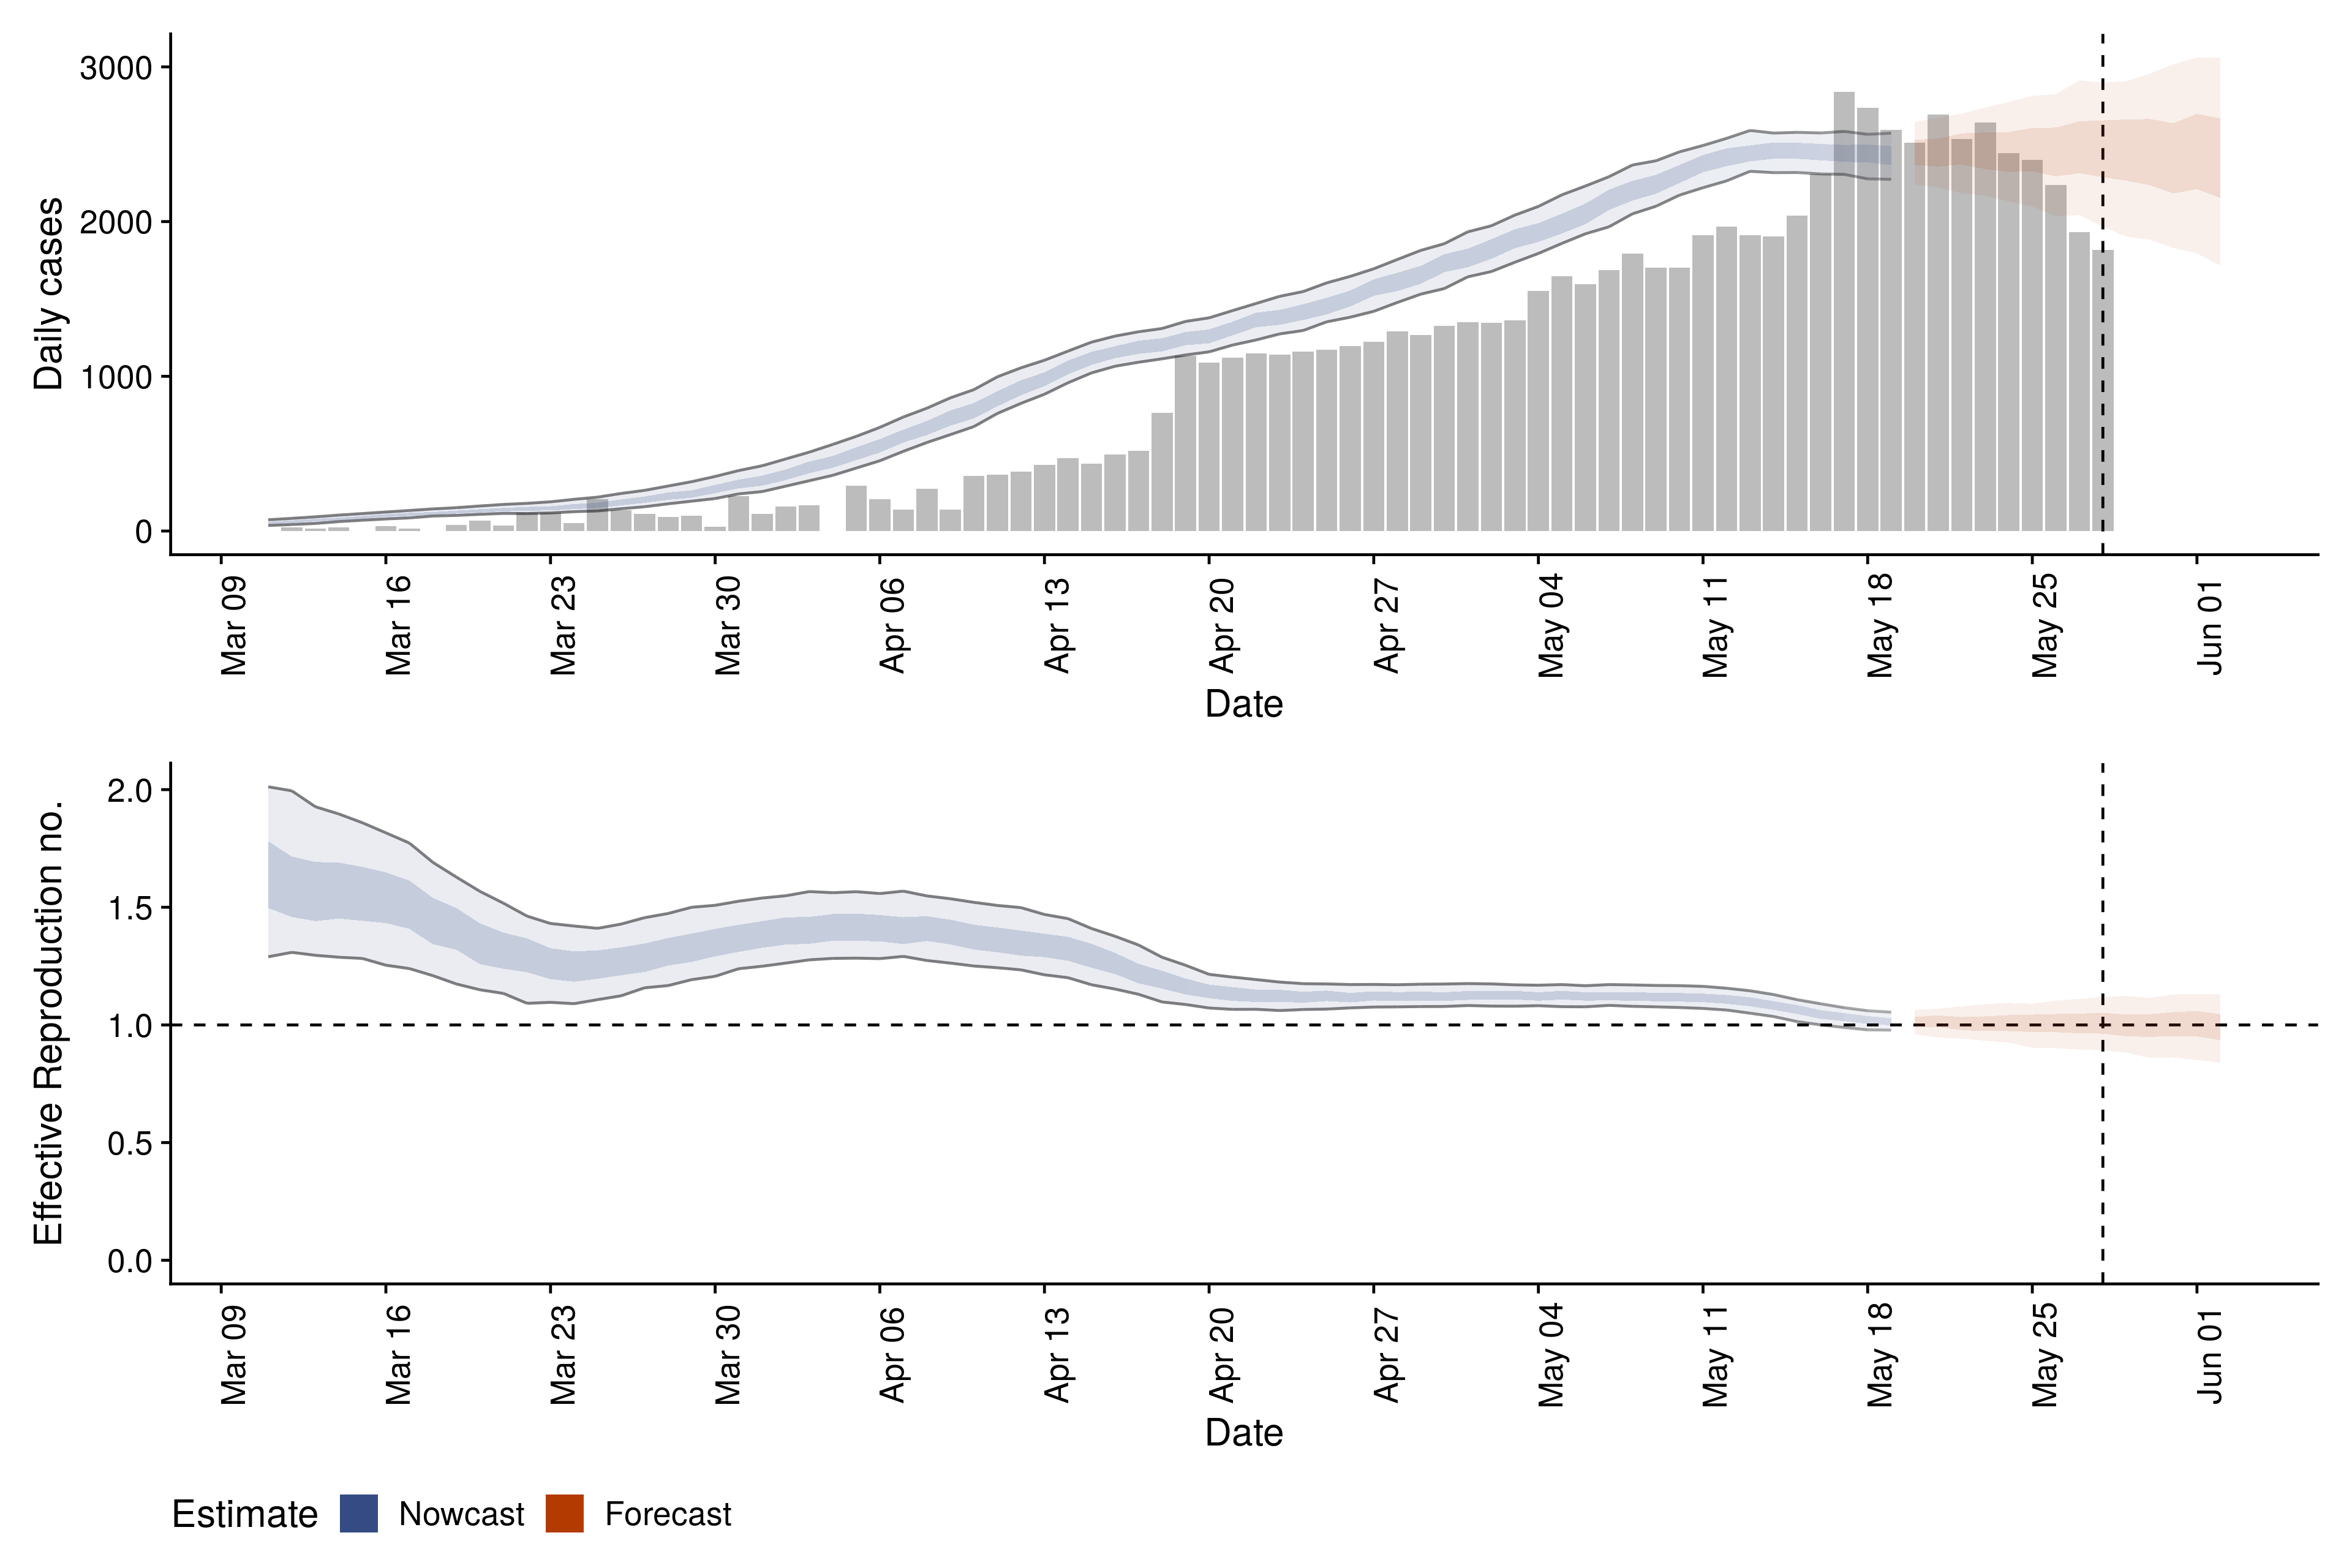 Daily cases
3000
2000
1000
0
Mar 09
Mar 16
Mar 23
Mar 30
Apr 06
Apr 13
Apr 20
Apr 27
May 04
May 11
May 18
May 25
Jun 01
Date
Effective Reproduction no.
2.0
1.5
1.0
0.5
0.0
Mar 09
Mar 16
Mar 23
Mar 30
Apr 06
Apr 13
Apr 20
Apr 27
May 04
May 11
May 18
May 25
Jun 01
Date
Estimate Nowcast Forecast